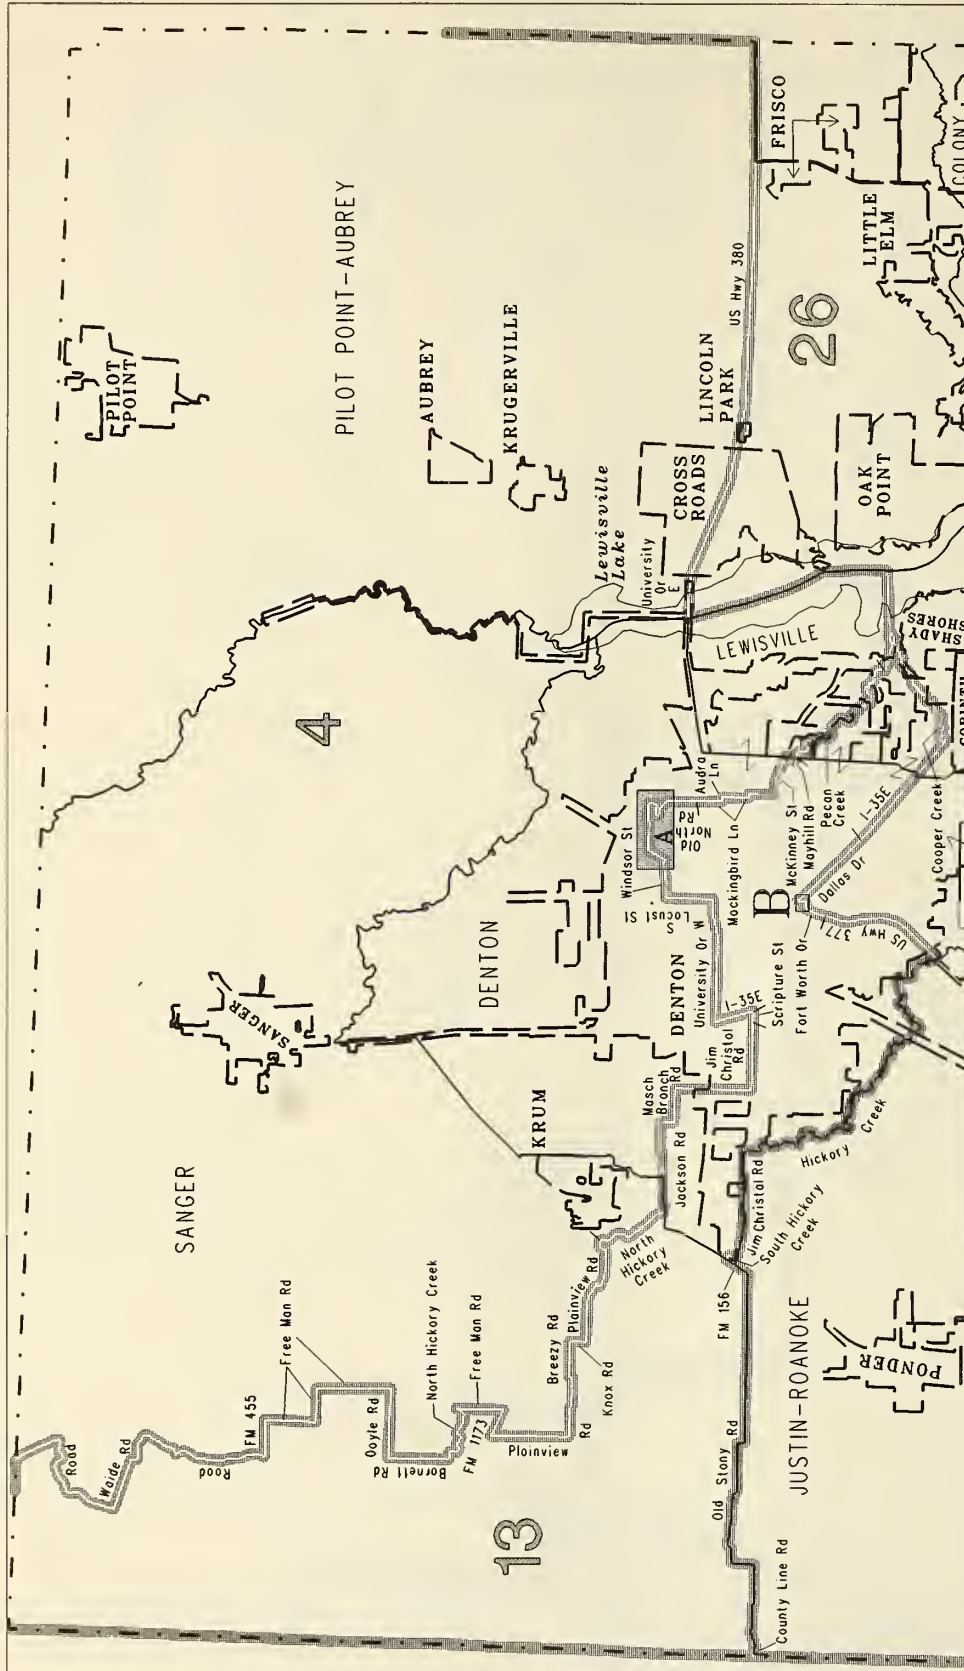 PILOT
POINT
PILOT POINT-AUBREY
AUBREY
KRUGERVILLE
Lewisville
Lake
University
Dr
E
CROSS
ROADS
LINCOLN
PARK
US Hwy 380
FRISCO
26
LITTLE
ELM
COLONY
OAK
POINT
SHADY
SHORES
LEWISVILLE
CORINTH
4
SANGER
DENTON
Windsor St
A
Old
North
Rd
Audra
Ln
Locust St
S
Mockingbird Ln
McKinney St
Mayhill Rd
Pecan
Creek
I-35E
Dallas Dr
Cooper Creek
B
DENTON
University Dr W
I-35E
Scripture St
Fort Worth Dr
US Hwy 377
Jim
Christol
Rd
Masch
Branch
Rd
KRUM
Jackson Rd
Hickory
Creek
Jim Christal Rd
South Hickory
Creek
North
Hickory
Creek
FM 156
SANGER
Free Man Rd
North Hickory Creek
Free Man Rd
Breezy Rd
Plainview
Rd
Knox Rd
FM 455
Doyle Rd
Barnett Rd
FM 1173
Plainview
Rd
Road
Waide Rd
Road
13
Old
Stony
Rd
County Line Rd
JUSTIN-ROANOKE
PONDER